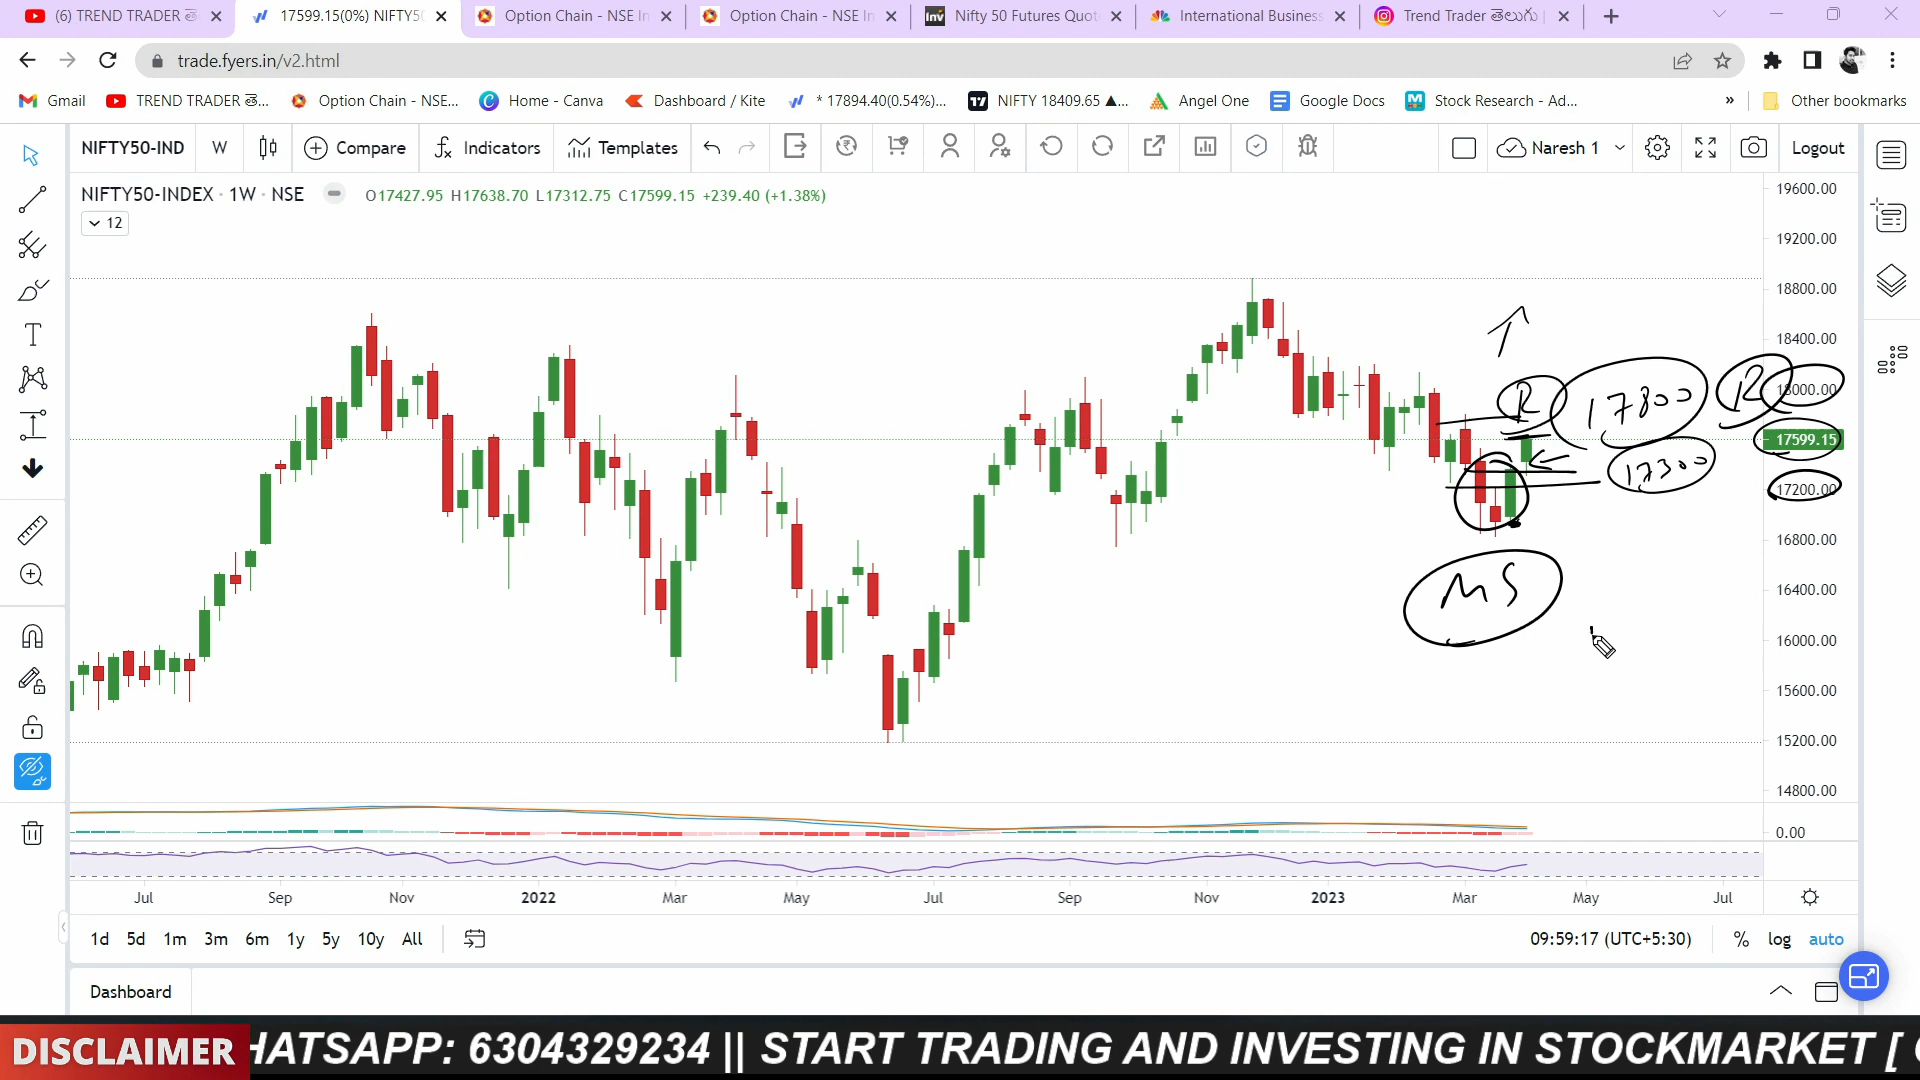 (6) TREND TRADER తె
17599.15(0%) NIFTY50
Option Chain - NSE In
Option Chain - NSE In
Nifty 50 Futures Quot
International Business
Trend Trader తెలుగు |
trade.fyers.in/v2.html
Gmail
TREND TRADER తె...
Option Chain - NSE...
Home - Canva
Dashboard / Kite
* 17894.40(0.54%)...
NIFTY 18409.65 ▲...
Angel One
Google Docs
Stock Research - Ad...
»
Other bookmarks
NIFTY50-IND
W
Compare
Indicators
Templates
Naresh 1
Logout
NIFTY50-INDEX · 1W · NSE
O17427.95 H17638.70 L17312.75 C17599.15 +239.40 (+1.38%)
12
19600.00
19200.00
18800.00
18400.00
18000.00
17599.15
17200.00
16800.00
16400.00
16000.00
15600.00
15200.00
14800.00
0.00
R
17800
R
17300
MS
Jul
Sep
Nov
2022
Mar
May
Jul
Sep
Nov
2023
Mar
May
Jul
1d 5d 1m 3m 6m 1y 5y 10y All
09:59:17 (UTC+5:30)
% log auto
Dashboard
DISCLAIMER
HATSAPP: 6304329234 || START TRADING AND INVESTING IN STOCKMARKET [